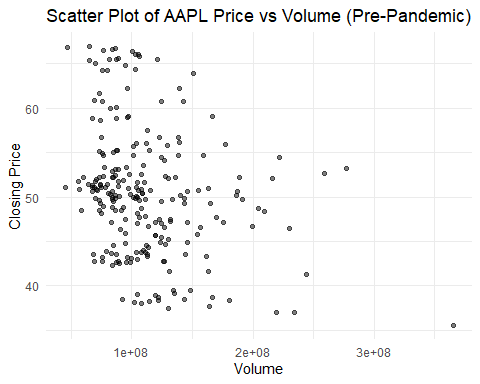 Scatter Plot of AAPL Price vs Volume (Pre-Pandemic)
Closing Price
60
50
40
1e+08
2e+08
3e+08
Volume